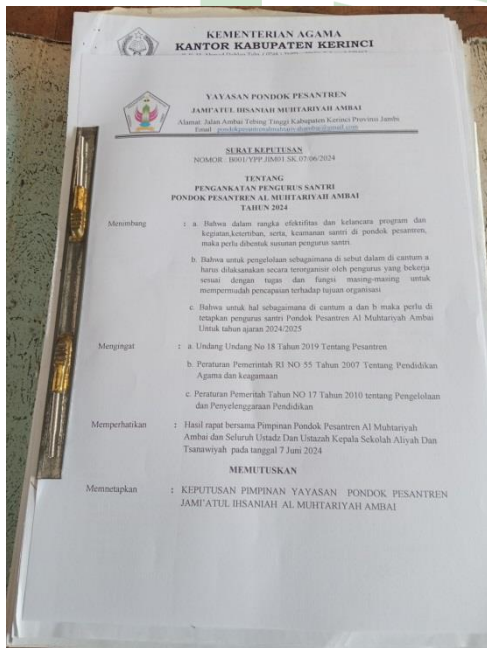 KEMENTERIAN AGAMA
KANTOR KABUPATEN KERINCI
YAYASAN PONDOK PESANTREN
JAMI'ATUL IHSANIAH MUHTARIYAH AMBAI
Alamat: Jalan Ambai Tebing Tinggi Kabupaten Kerinci Provinsi Jambi
Email
SURAT KEPUTUSAN
NOMOR : B001/YPP.JIM01.SK.07/06/2024
TENTANG
PENGANKATAN PENGURUS SANTRI
PONDOK PESANTREN AL MUHTARIYAH AMBAI
TAHUN 2024
Menimbang : a. Bahwa dalam rangka efektifitas dan kelancara program dan
kegiatan,ketertiban, serta, keamanan santri di pondok pesantren,
maka perlu dibentuk susunan pengurus santri
b. Bahwa untuk pengelolaan sebagaimana di sebut dalam di cantum a
harus dilaksanakan secara terorganisir oleh pengurus yang bekerja
sesuai dengan tugas dan fungsi masing-masing untuk
mempermudah pencapaian terhadap tujuan organisasi
c. Bahwa untuk hal sebagaimana di cantum a dan b maka perlu di
tetapkan pengurus santri Pondok Pesantren Al Muhtariyah Ambai
Untuk tahun ajaran 2024/2025
Mengingat : a. Undang Undang No 18 Tahun 2019 Tentang Pesantren
b. Peraturan Pemerintah RI NO 55 Tahun 2007 Tentang Pendidikan
Agama dan keagamaan
c. Peraturan Pemeritah Tahun NO 17 Tahun 2010 tentang Pengelolaan
dan Penyelenggaraan Pendidikan
Memperhatikan : Hasil rapat bersama Pimpinan Pondok Pesantren Al Muhtariyah
Ambai dan Seluruh Ustadz Dan Ustazah Kepala Sekolah Aliyah Dan
Tsanawiyah pada tanggal 7 Juni 2024
MEMUTUSKAN
Memnetapkan : KEPUTUSAN PIMPINAN YAYASAN PONDOK PESANTREN
JAMI'ATUL IHSANIAH AL MUHTARIYAH AMBAI